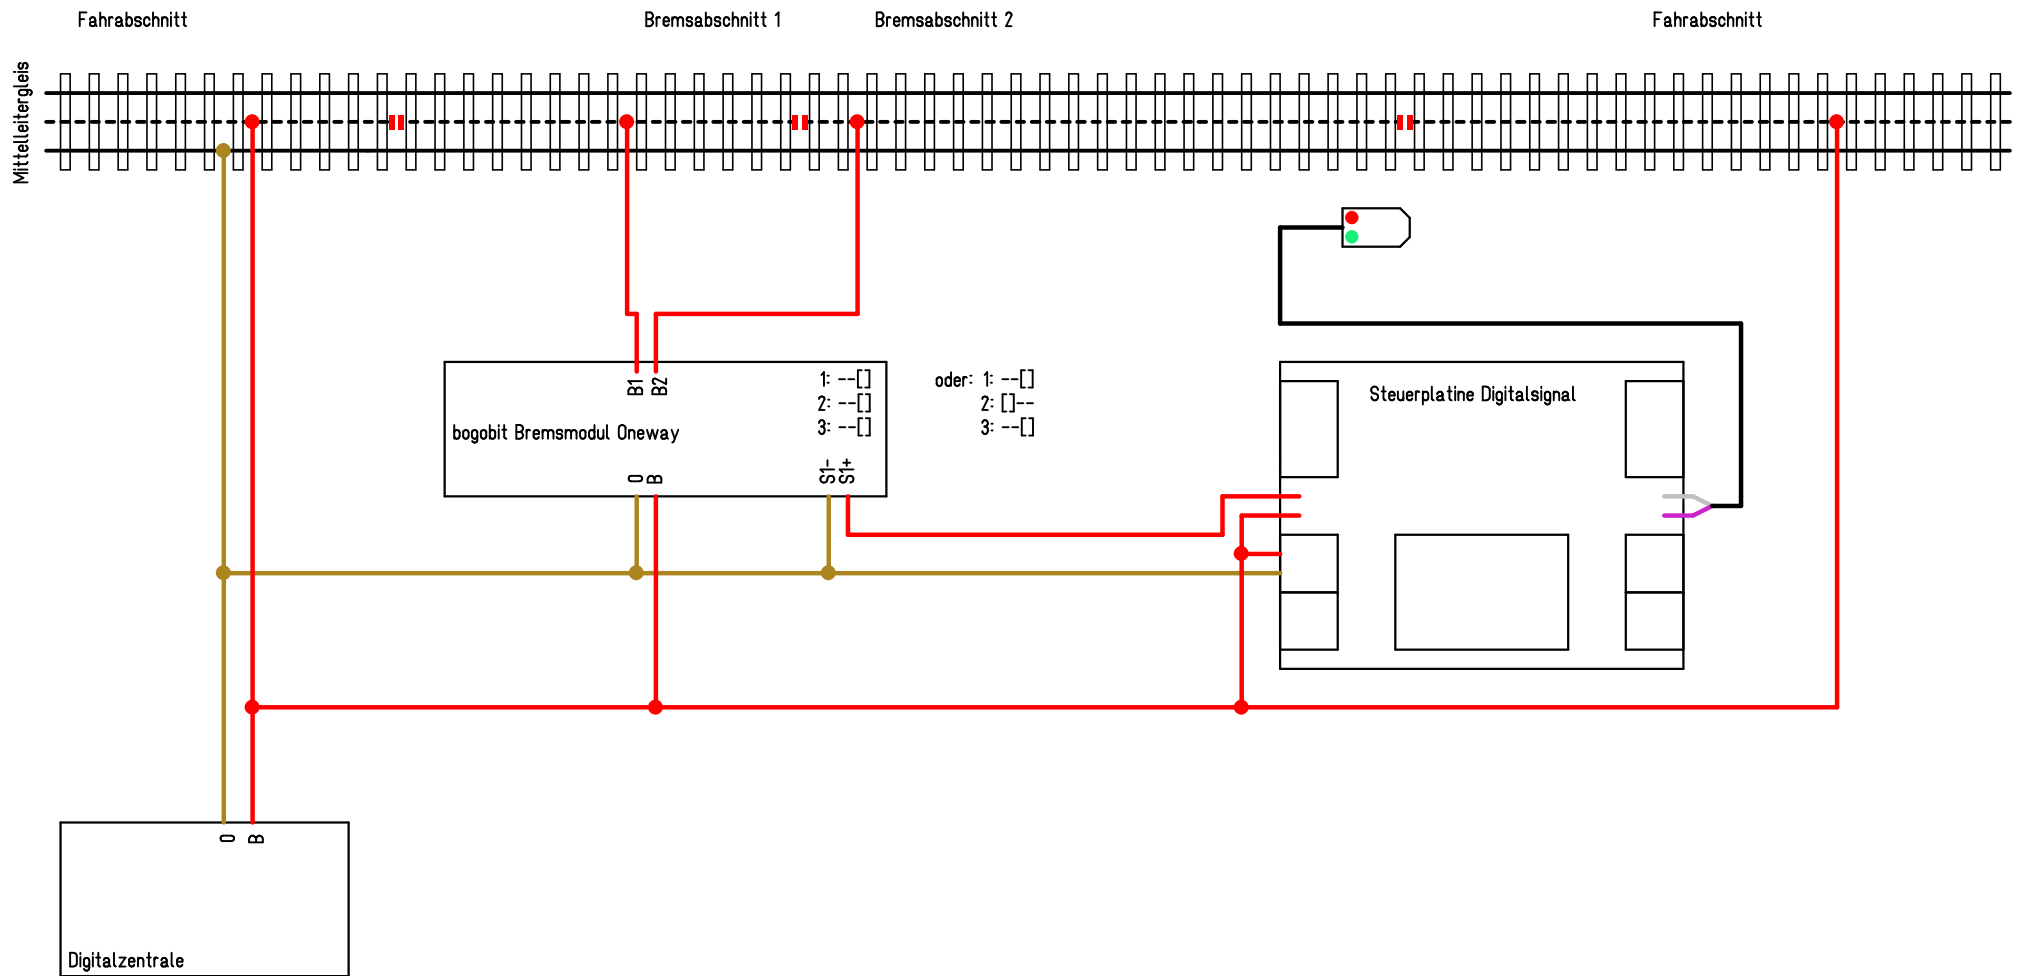 Fahrabschnitt
Bremsabschnitt 1
Bremsabschnitt 2
Fahrabschnitt
Mittelleitergleis
B1
B2
1: --[]
2: --[]
3: --[]
oder: 1: --[]
2: []--
3: --[]
bogobit Bremsmodul Oneway
0
B
S1-
S1+
Steuerplatine Digitalsignal
0
B
Digitalzentrale